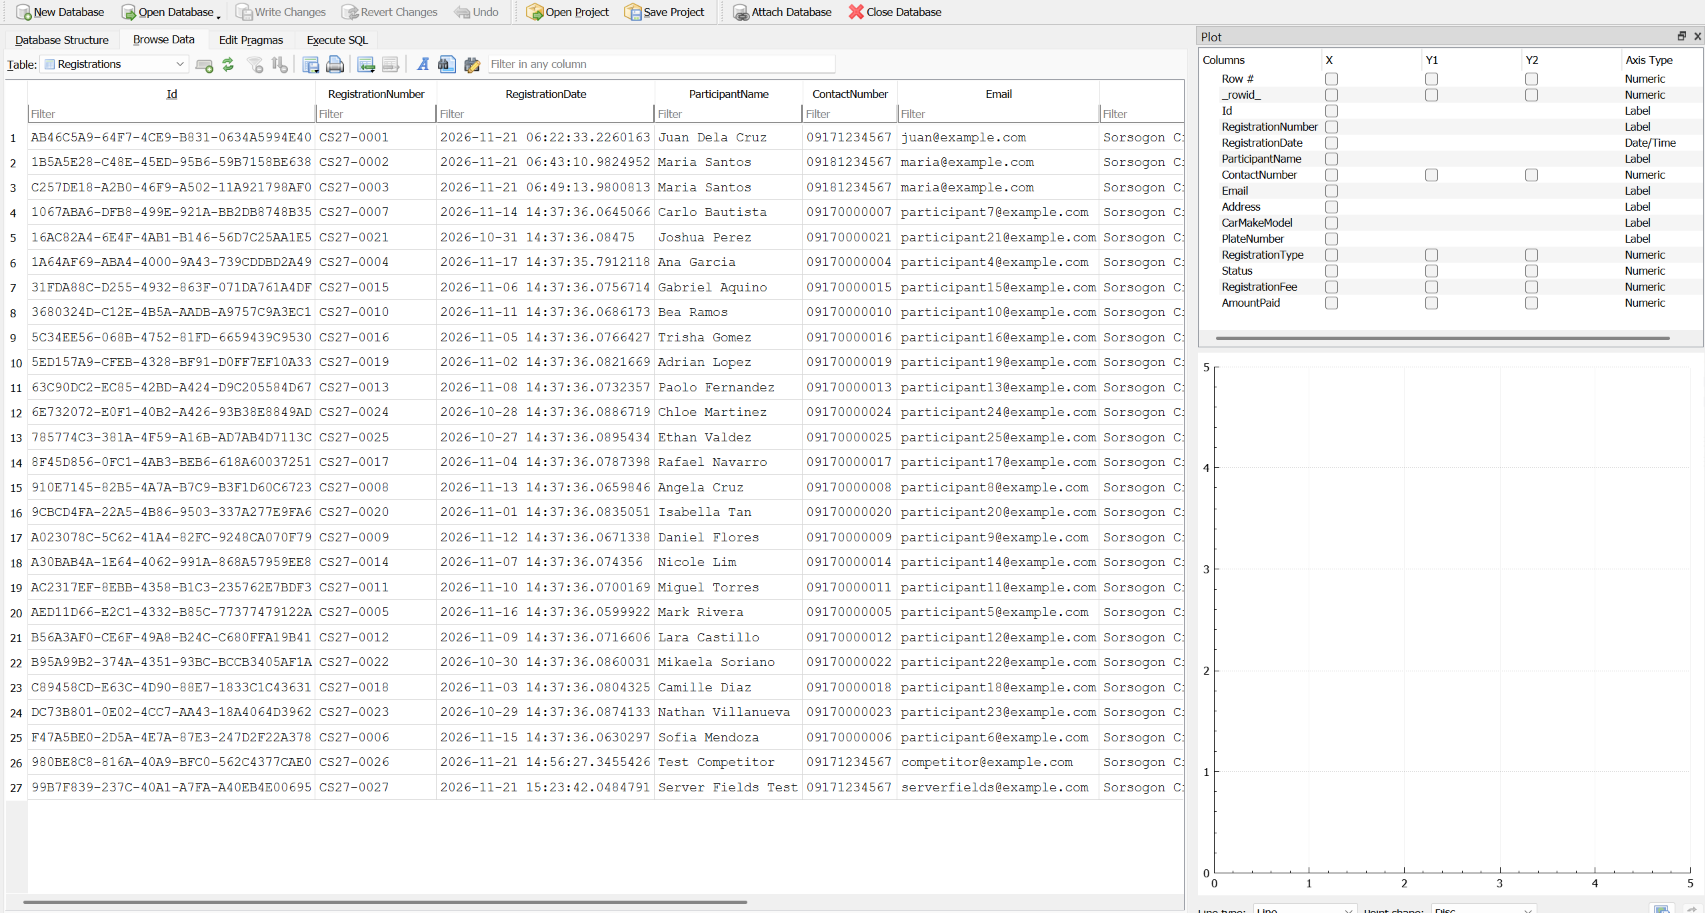 New Database Open Database Write Changes Revert Changes Undo Open Project Save Project Attach Database Close Database
Database Structure Browse Data Edit Pragmas Execute SQL
Table: Registrations Filter in any column
Id RegistrationNumber RegistrationDate ParticipantName ContactNumber Email
Filter Filter Filter Filter Filter Filter Filter
1 AB46C5A9-64F7-4CE9-B831-0634A5994E40 CS27-0001 2026-11-21 06:22:33.2260163 Juan Dela Cruz 09171234567 juan@example.com Sorsogon C
2 1B5A5E28-C48E-45ED-95B6-59B7158BE638 CS27-0002 2026-11-21 06:43:10.9824952 Maria Santos 09181234567 maria@example.com Sorsogon C
3 C257DE18-A2B0-46F9-A502-11A921798AF0 CS27-0003 2026-11-21 06:49:13.9800813 Maria Santos 09181234567 maria@example.com Sorsogon C
4 1067ABA6-DFB8-499E-921A-BB2DB8748B35 CS27-0007 2026-11-14 14:37:36.0645066 Carlo Bautista 09170000007 participant7@example.com Sorsogon C
5 16AC82A4-6E4F-4AB1-B146-56D7C25AA1E5 CS27-0021 2026-10-31 14:37:36.08475 Joshua Perez 09170000021 participant21@example.com Sorsogon C
6 1A64AF69-ABA4-4000-9A43-739CDDBD2A49 CS27-0004 2026-11-17 14:37:35.7912118 Ana Garcia 09170000004 participant4@example.com Sorsogon C
7 31FDA88C-D255-4932-863F-071DA761A4DF CS27-0015 2026-11-06 14:37:36.0756714 Gabriel Aquino 09170000015 participant15@example.com Sorsogon C
8 3680324D-C12E-4B5A-AADB-A9757C9A3EC1 CS27-0010 2026-11-11 14:37:36.0686173 Bea Ramos 09170000010 participant10@example.com Sorsogon C
9 5C34EE56-068B-4752-81FD-6659439C9530 CS27-0016 2026-11-05 14:37:36.0766427 Trisha Gomez 09170000016 participant16@example.com Sorsogon C
10 5ED157A9-CFEB-4328-BF91-D0FF7EF10A33 CS27-0019 2026-11-02 14:37:36.0821669 Adrian Lopez 09170000019 participant19@example.com Sorsogon C
11 63C90DC2-EC85-42BD-A424-D9C205584D67 CS27-0013 2026-11-08 14:37:36.0732357 Paolo Fernandez 09170000013 participant13@example.com Sorsogon C
12 6E732072-E0F1-40B2-A426-93B38E8849AD CS27-0024 2026-10-28 14:37:36.0886719 Chloe Martinez 09170000024 participant24@example.com Sorsogon C
13 785774C3-381A-4F59-A16B-AD7AB4D7113C CS27-0025 2026-10-27 14:37:36.0895434 Ethan Valdez 09170000025 participant25@example.com Sorsogon C
14 8F45D856-0FC1-4AB3-BEB6-618A60037251 CS27-0017 2026-11-04 14:37:36.0787398 Rafael Navarro 09170000017 participant17@example.com Sorsogon C
15 910E7145-82B5-4A7A-B7C9-B3F1D60C6723 CS27-0008 2026-11-13 14:37:36.0659846 Angela Cruz 09170000008 participant8@example.com Sorsogon C
16 9CBCD4FA-22A5-4B86-9503-337A277E9FA6 CS27-0020 2026-11-01 14:37:36.0835051 Isabella Tan 09170000020 participant20@example.com Sorsogon C
17 A023078C-5C62-41A4-82FC-9248CA070F79 CS27-0009 2026-11-12 14:37:36.0671338 Daniel Flores 09170000009 participant9@example.com Sorsogon C
18 A30BAB4A-1E64-4062-991A-868A57959EE8 CS27-0014 2026-11-07 14:37:36.074356 Nicole Lim 09170000014 participant14@example.com Sorsogon C
19 AC2317EF-8EBB-4358-B1C3-235762E7BDF3 CS27-0011 2026-11-10 14:37:36.0700169 Miguel Torres 09170000011 participant11@example.com Sorsogon C
20 AED11D66-E2C1-4332-B85C-77377479122A CS27-0005 2026-11-16 14:37:36.0599922 Mark Rivera 09170000005 participant5@example.com Sorsogon C
21 B56A3AF0-CE6F-49A8-B24C-C680FFA19B41 CS27-0012 2026-11-09 14:37:36.0716606 Lara Castillo 09170000012 participant12@example.com Sorsogon C
22 B95A99B2-374A-4351-93BC-BCCB3405AF1A CS27-0022 2026-10-30 14:37:36.0860031 Mikaela Soriano 09170000022 participant22@example.com Sorsogon C
23 C89458CD-E63C-4D90-88E7-1833C1C43631 CS27-0018 2026-11-03 14:37:36.0804325 Camille Diaz 09170000018 participant18@example.com Sorsogon C
24 DC73B801-0E02-4CC7-AA43-18A4064D3962 CS27-0023 2026-10-29 14:37:36.0874133 Nathan Villanueva 09170000023 participant23@example.com Sorsogon C
25 F47A5BE0-2D5A-4E7A-87E3-247D2F22A378 CS27-0006 2026-11-15 14:37:36.0630297 Sofia Mendoza 09170000006 participant6@example.com Sorsogon C
26 980BE8C8-816A-40A9-BFC0-562C4377CAE0 CS27-0026 2026-11-21 14:56:27.3455426 Test Competitor 09171234567 competitor@example.com Sorsogon C
27 99B7F839-237C-40A1-A7FA-A40EB4E00695 CS27-0027 2026-11-21 15:23:42.0484791 Server Fields Test 09171234567 serverfields@example.com Sorsogon C
Plot
Columns X Y1 Y2 Axis Type
Row # Numeric
_rowid_ Numeric
Id Label
RegistrationNumber Label
RegistrationDate Date/Time
ParticipantName Label
ContactNumber Numeric
Email Label
Address Label
CarMakeModel Label
PlateNumber Label
RegistrationType Numeric
Status Numeric
RegistrationFee Numeric
AmountPaid Numeric
5
4
3
2
1
0
0 1 2 3 4 5
Line type: Line Point shape: Disc